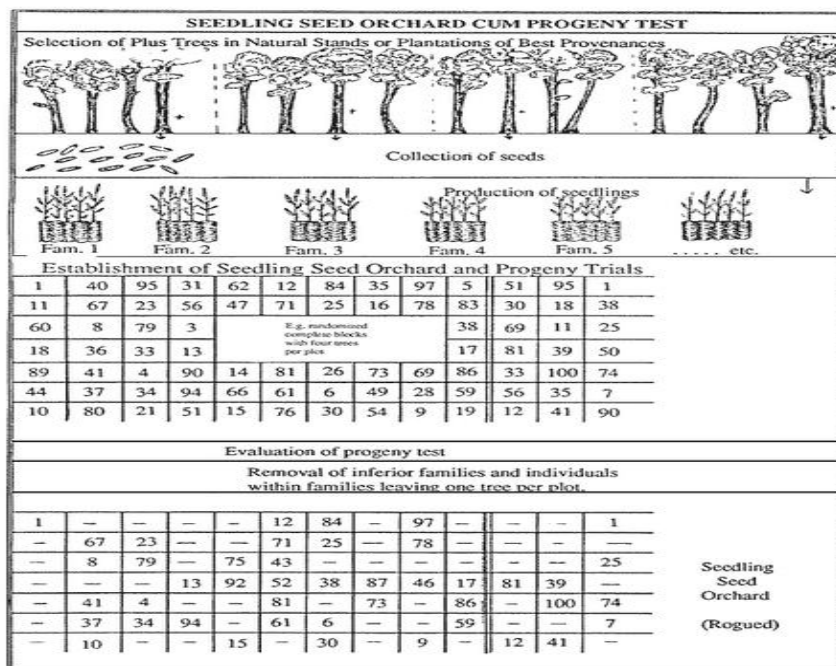 SEEDLING SEED ORCHARD CUM PROGENY TEST
Selection of Plus Trees in Natural Stands or Plantations of Best Provenances
Collection of seeds
Production of seedlings
Fam. 1 Fam. 2 Fam. 3 Fam. 4 Fam. 5 ..... etc.
Establishment of Seedling Seed Orchard and Progeny Trials
1 40 95 31 62 12 84 35 97 5 51 95 1
11 67 23 56 47 71 25 16 78 83 30 18 38
60 8 79 3 38 69 11 25
E.g. randomized
complete blocks
with four trees
per plot
18 36 33 13 17 81 39 50
89 41 4 90 14 81 26 73 69 86 33 100 74
44 37 34 94 66 61 6 49 28 59 56 35 7
10 80 21 51 15 76 30 54 9 19 12 41 90
Evaluation of progeny test
Removal of inferior families and individuals
within families leaving one tree per plot.
1 – – – – 12 84 – 97 – – – 1
– 67 23 – – 71 25 – 78 – – – –
– 8 79 – 75 43 – – – – – – 25
– – – 13 92 52 38 87 46 17 81 39 –
– 41 4 – – 81 – 73 – 86 – 100 74
– 37 34 94 – 61 6 – – 59 – – 7
– 10 – – 15 – 30 – 9 – 12 41 –
Seedling
Seed
Orchard
(Rogued)